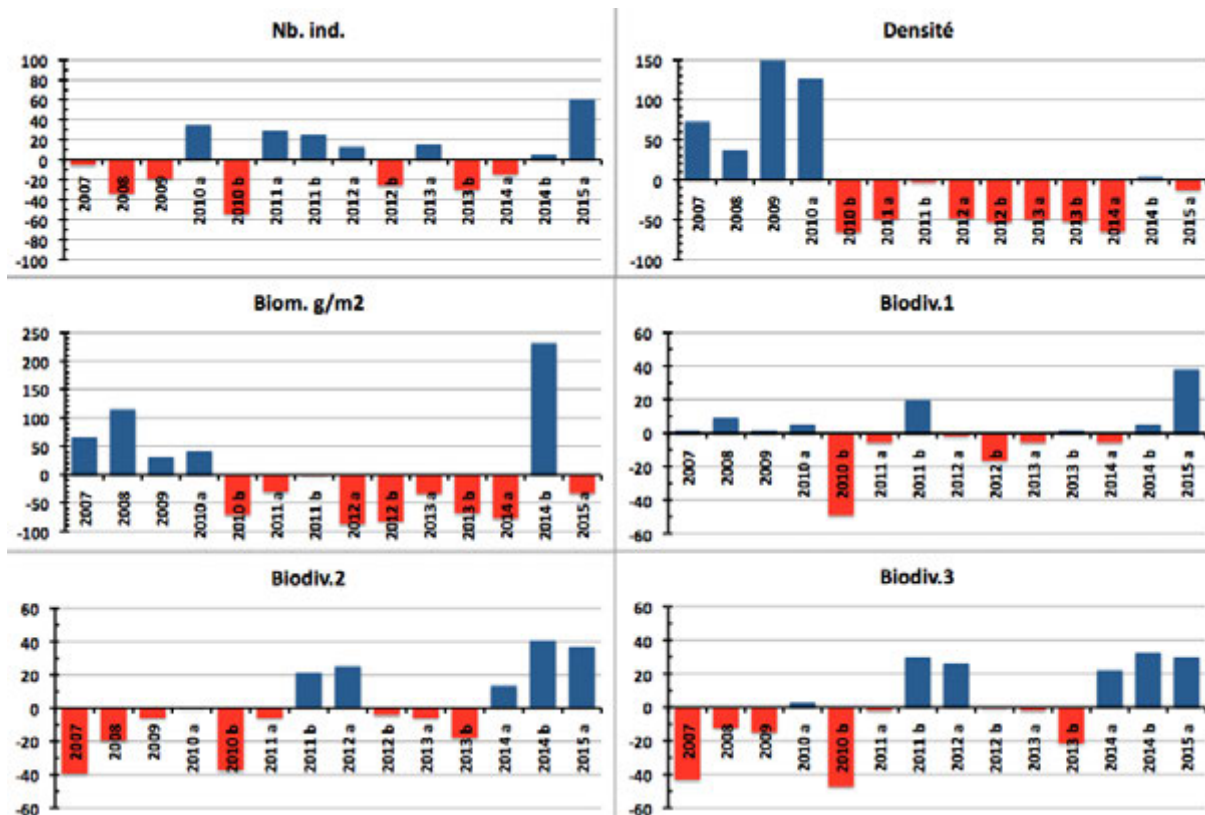 Nb. ind.
100
80
60
40
20
0
-20
-40
-60
-80
-100
2007
2008
2009
2010 a
2010 b
2011 a
2011 b
2012 a
2012 b
2013 a
2013 b
2014 a
2014 b
2015 a
Densité
150
100
50
0
-50
-100
2007
2008
2009
2010 a
2010 b
2011 a
2011 b
2012 a
2012 b
2013 a
2013 b
2014 a
2014 b
2015 a
Biom. g/m2
250
200
150
100
50
0
-50
-100
2007
2008
2009
2010 a
2010 b
2011 a
2011 b
2012 a
2012 b
2013 a
2013 b
2014 a
2014 b
2015 a
Biodiv.1
60
40
20
0
-20
-40
-60
2007
2008
2009
2010 a
2010 b
2011 a
2011 b
2012 a
2012 b
2013 a
2013 b
2014 a
2014 b
2015 a
Biodiv.2
60
40
20
0
-20
-40
-60
2007
2008
2009
2010 a
2010 b
2011 a
2011 b
2012 a
2012 b
2013 a
2013 b
2014 a
2014 b
2015 a
Biodiv.3
60
40
20
0
-20
-40
-60
2007
2008
2009
2010 a
2010 b
2011 a
2011 b
2012 a
2012 b
2013 a
2013 b
2014 a
2014 b
2015 a